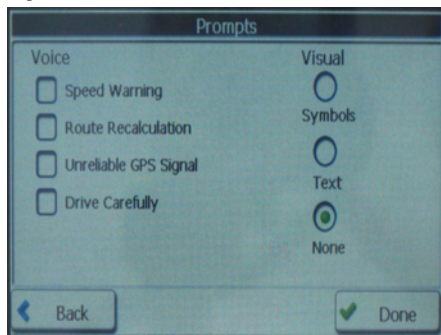 Prompts
Voice
Visual
Speed Warning
Symbols
Route Recalculation
Unreliable GPS Signal
Text
Drive Carefully
None
Back
Done